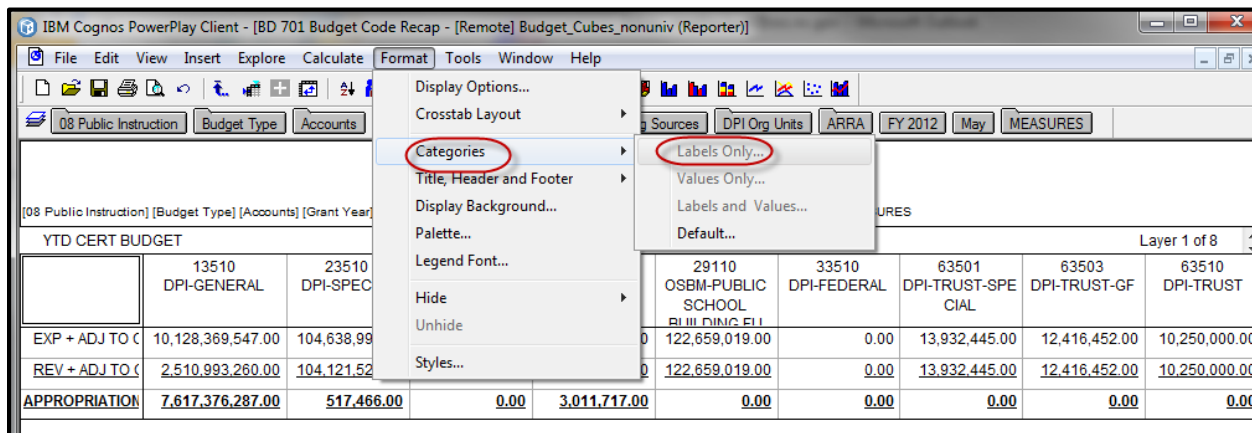 IBM Cognos PowerPlay Client - [BD 701 Budget Code Recap - [Remote] Budget_Cubes_nonuniv (Reporter)]
File Edit View Insert Explore Calculate Format Tools Window Help
08 Public Instruction Budget Type Accounts Sources DPI Org Units ARRA FY 2012 May MEASURES
Display Options...
Crosstab Layout
Categories
Title, Header and Footer
Display Background...
Palette...
Legend Font...
Hide
Unhide
Styles...
Labels Only...
Values Only...
Labels and Values...
Default...
[08 Public Instruction] [Budget Type] [Accounts] [Grant Year]
YTD CERT BUDGET Layer 1 of 8
13510 23510 29110 33510 63501 63503 63510
DPI-GENERAL DPI-SPEC OSBM-PUBLIC DPI-FEDERAL DPI-TRUST-SPE DPI-TRUST-GF DPI-TRUST
SCHOOL CIAL
EXP + ADJ TO 10,128,369,547.00 104,638,99 122,659,019.00 0.00 13,932,445.00 12,416,452.00 10,250,000.00
REV + ADJ TO 2,510,993,260.00 104,121,52 122,659,019.00 0.00 13,932,445.00 12,416,452.00 10,250,000.00
APPROPRIATION 7,617,376,287.00 517,466.00 0.00 3,011,717.00 0.00 0.00 0.00 0.00 0.00